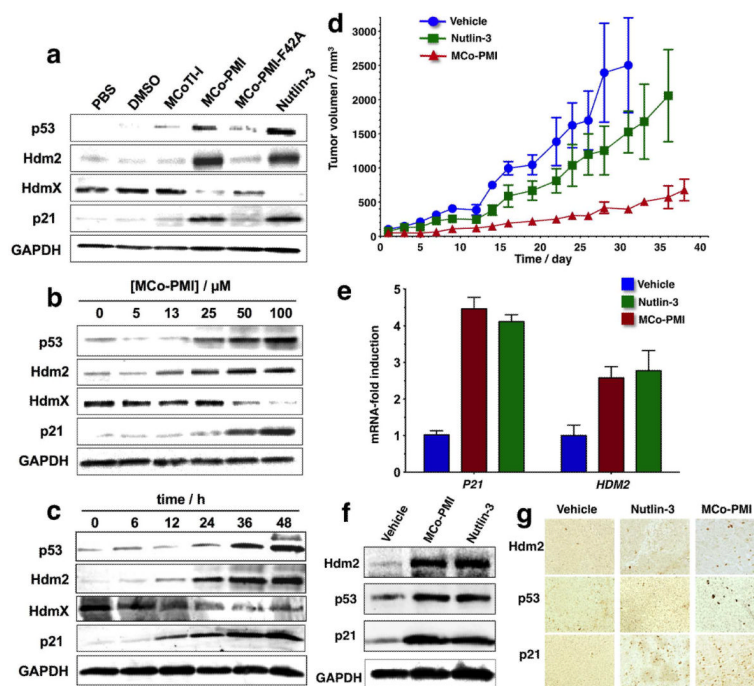 a
PBS
DMSO
MCoTI-I
MCo-PMI
MCo-PMI-F42A
Nutlin-3
p53
Hdm2
HdmX
p21
GAPDH
b
[MCo-PMI] / µM
0 5 13 25 50 100
p53
Hdm2
HdmX
p21
GAPDH
c
time / h
0 6 12 24 36 48
p53
Hdm2
HdmX
p21
GAPDH
d
Vehicle
Nutlin-3
MCo-PMI
Tumor volumen / mm³
3000
2500
2000
1500
1000
500
0
0 5 10 15 20 25 30 35 40
Time / day
e
Vehicle
Nutlin-3
MCo-PMI
mRNA-fold induction
5
4
3
2
1
0
P21 HDM2
f
Vehicle
MCo-PMI
Nutlin-3
Hdm2
p53
p21
GAPDH
g
Vehicle Nutlin-3 MCo-PMI
Hdm2
p53
p21